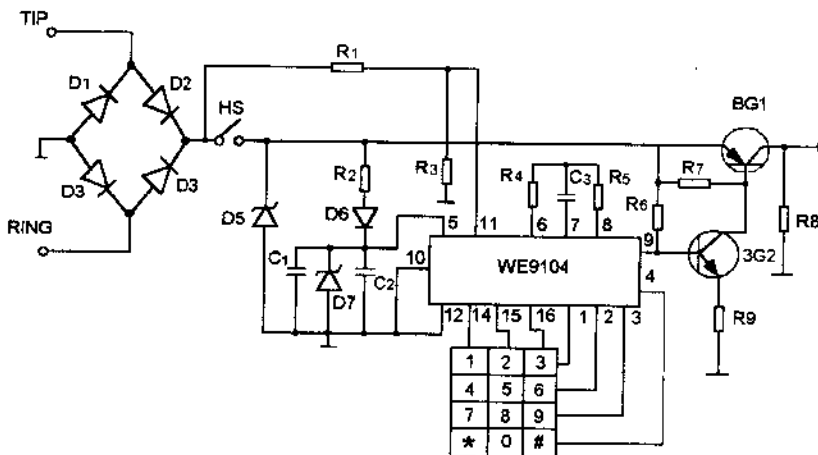 TIP
R1
D1
D2
HS
BG1
D3
D3
R2
R3
R4
C3
R5
R7
R6
RING
D5
D6
R8
5
11
6
7
8
9
3G2
C1
10
WE9104
4
D7
C2
12
14
15
16
1
2
3
R9
1 2 3
4 5 6
7 8 9
* 0 #